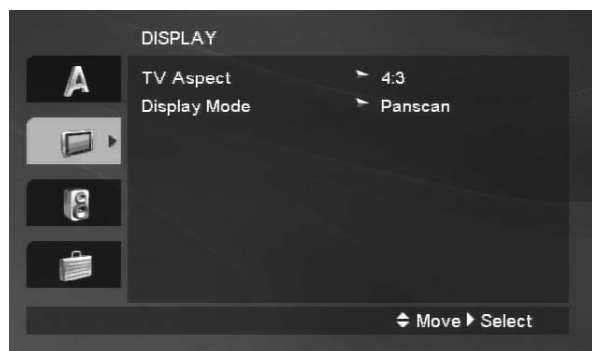 DISPLAY
A
TV Aspect 4:3
Display Mode Panscan
Move Select